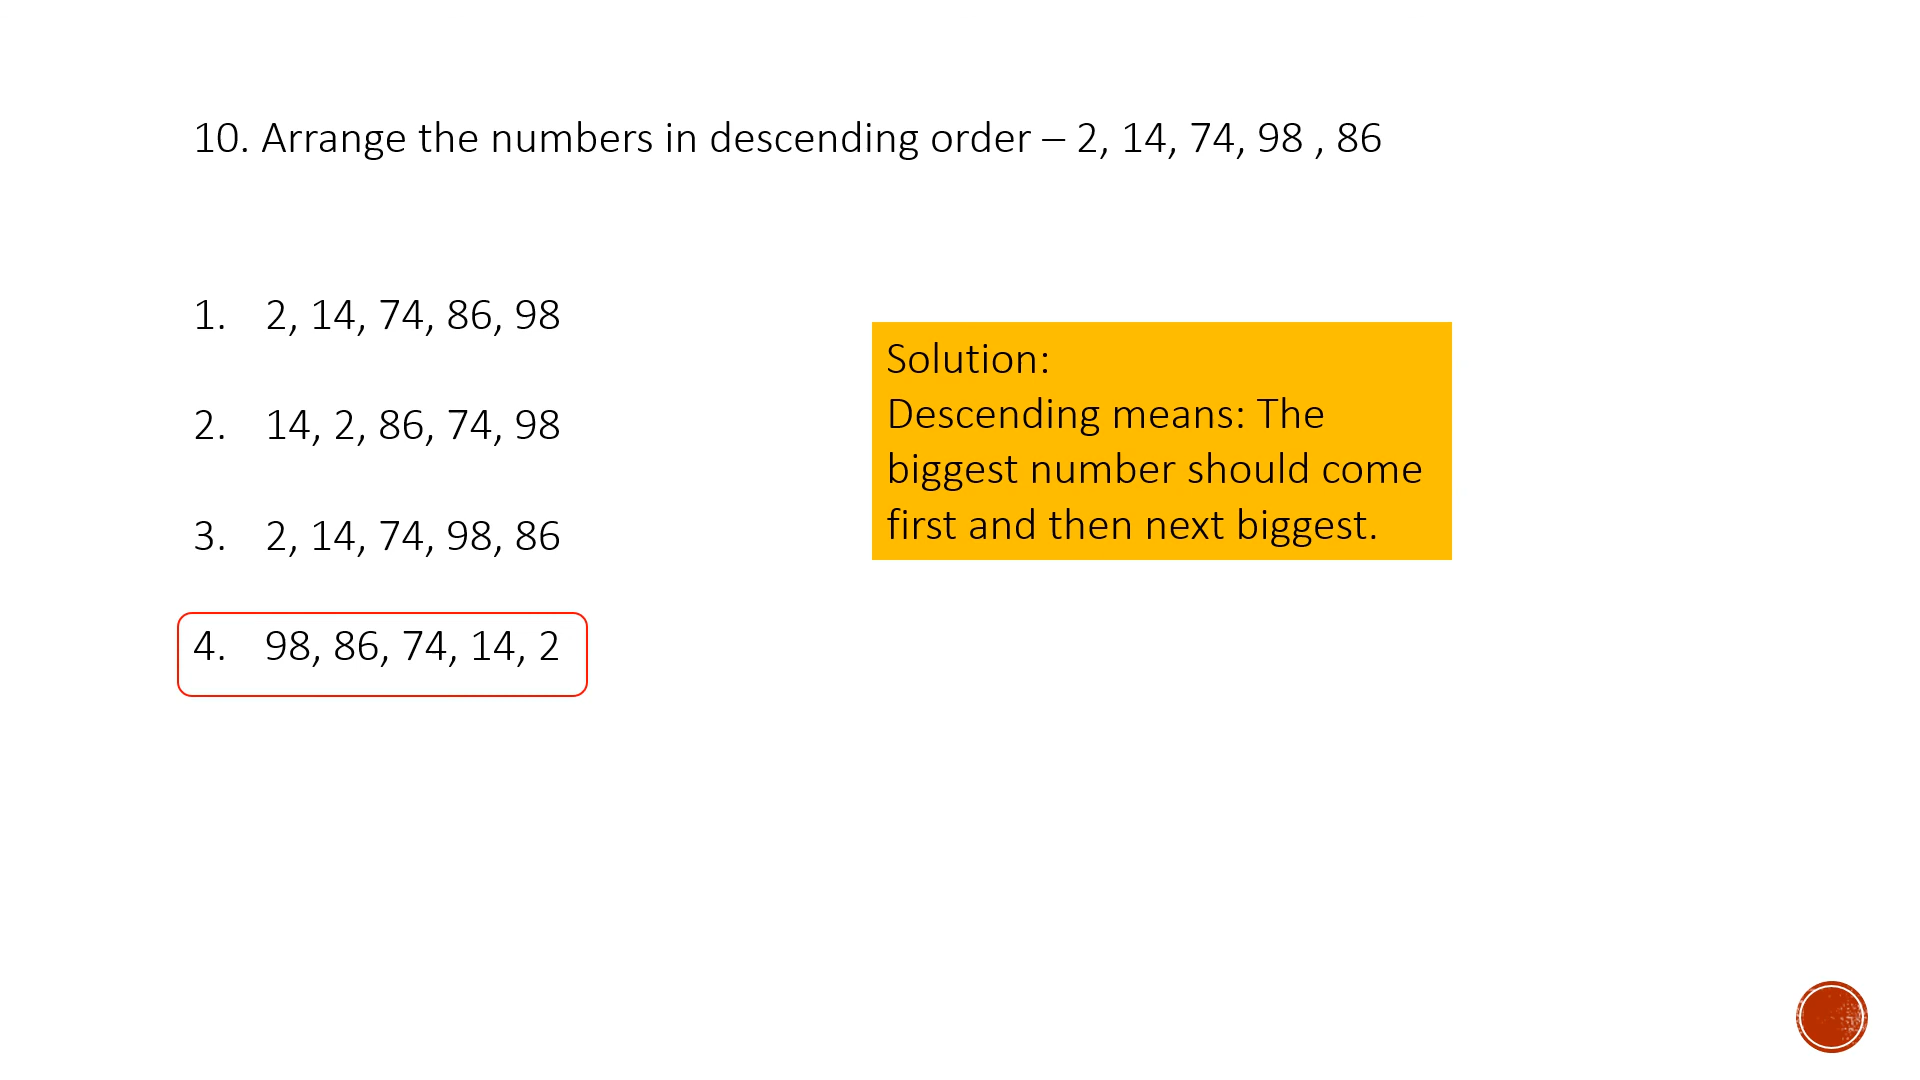 10. Arrange the numbers in descending order – 2, 14, 74, 98 , 86
1. 2, 14, 74, 86, 98
2. 14, 2, 86, 74, 98
3. 2, 14, 74, 98, 86
4. 98, 86, 74, 14, 2
Solution:
Descending means: The
biggest number should come
first and then next biggest.